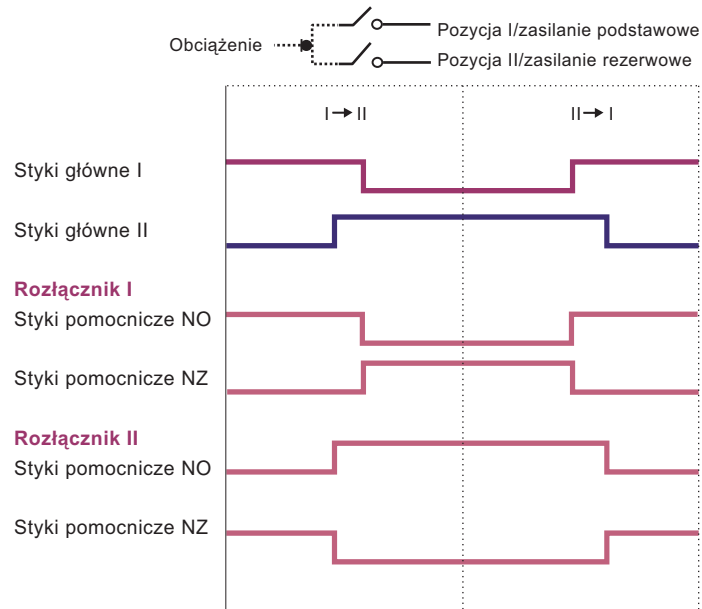 Pozycja I/zasilanie podstawowe
Obciążenie
Pozycja II/zasilanie rezerwowe
I → II
II → I
Styki główne I
Styki główne II
Rozłącznik I
Styki pomocnicze NO
Styki pomocnicze NZ
Rozłącznik II
Styki pomocnicze NO
Styki pomocnicze NZ